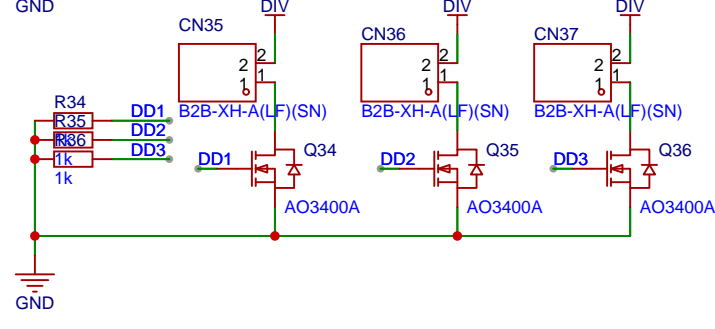 GND
DIV
DIV
DIV
CN35
CN36
CN37
2
2
1
1
2
2
1
1
2
2
1
1
B2B-XH-A(LF)(SN)
B2B-XH-A(LF)(SN)
B2B-XH-A(LF)(SN)
R34
DD1
R35
DD2
1k
R36
DD3
1k
1k
DD1
Q34
DD2
Q35
DD3
Q36
AO3400A
AO3400A
AO3400A
GND